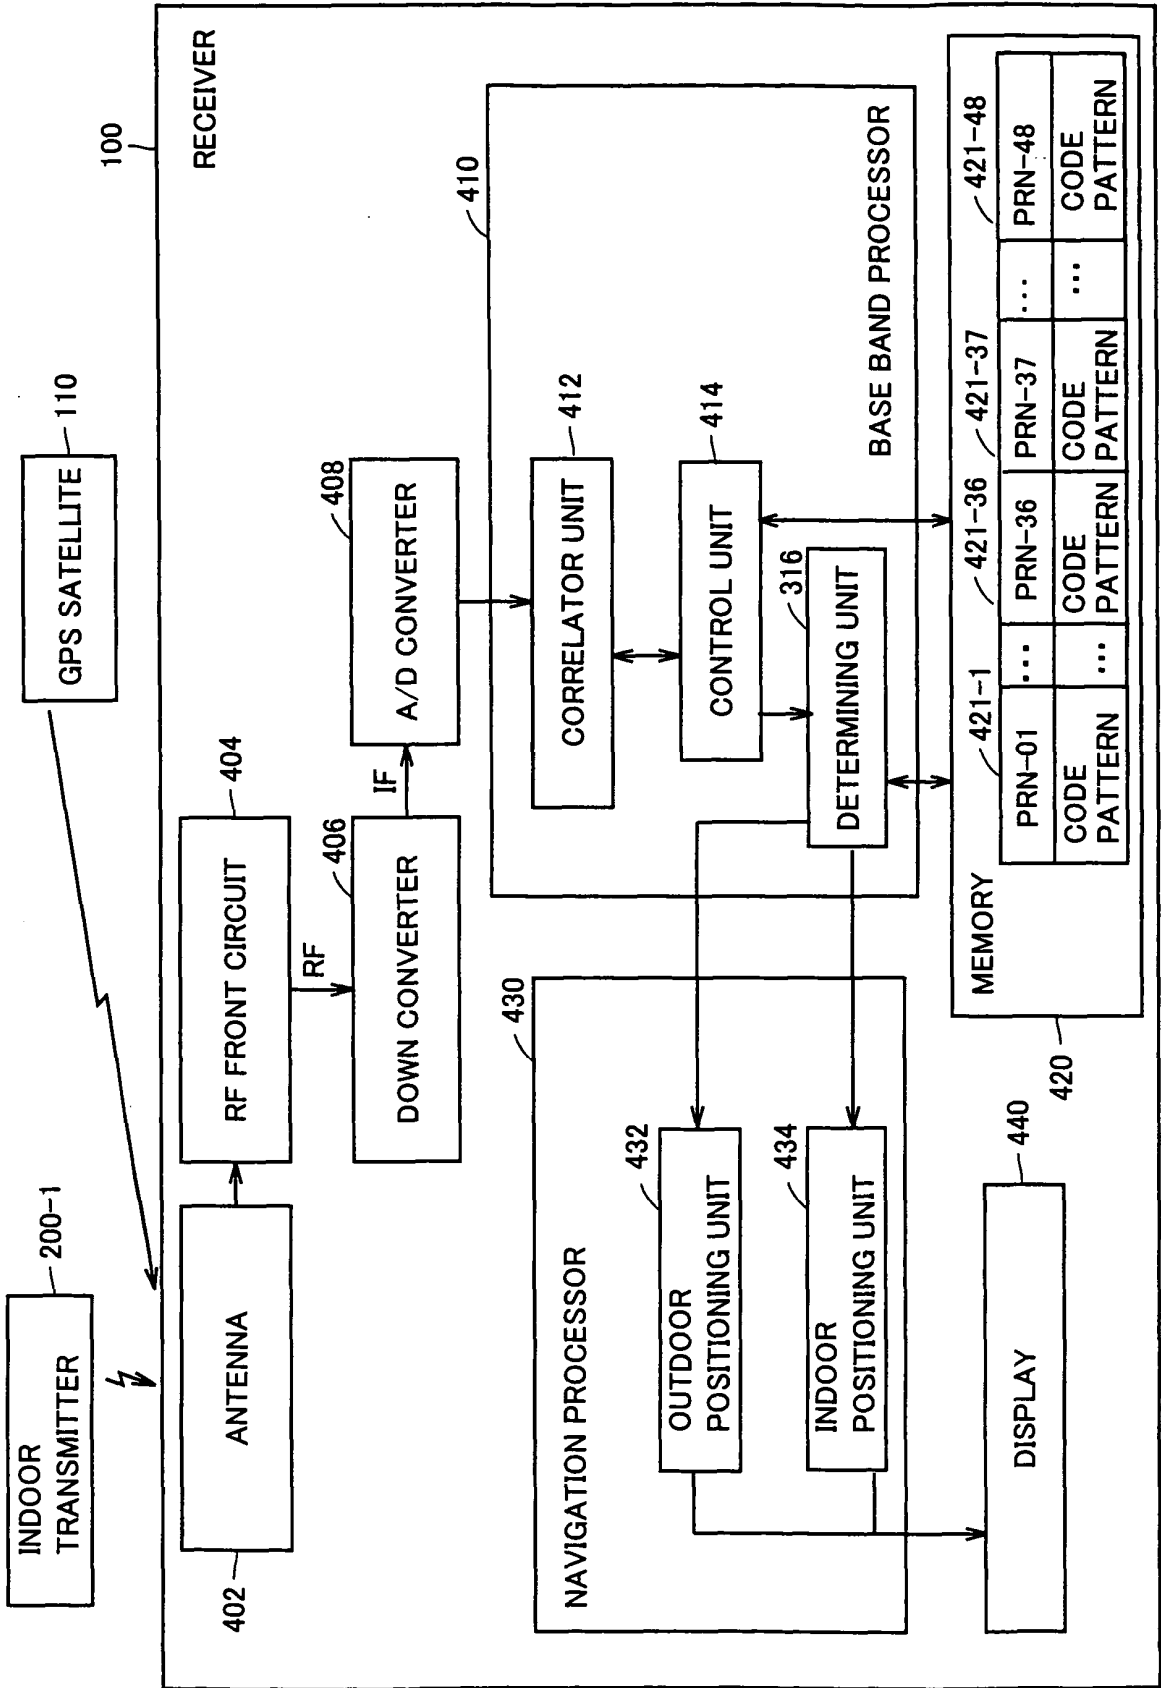 INDOOR
TRANSMITTER
200-1
GPS SATELLITE
110
100
RECEIVER
ANTENNA
402
RF FRONT CIRCUIT
404
RF
DOWN CONVERTER
406
IF
A/D CONVERTER
408
410
CORRELATOR UNIT
412
CONTROL UNIT
414
DETERMINING UNIT
316
BASE BAND PROCESSOR
NAVIGATION PROCESSOR
430
OUTDOOR
POSITIONING UNIT
432
INDOOR
POSITIONING UNIT
434
DISPLAY
440
MEMORY
420
421-1
421-36
421-37
421-48
PRN-01
...
PRN-36
PRN-37
...
PRN-48
CODE
PATTERN
...
CODE
PATTERN
CODE
PATTERN
...
CODE
PATTERN